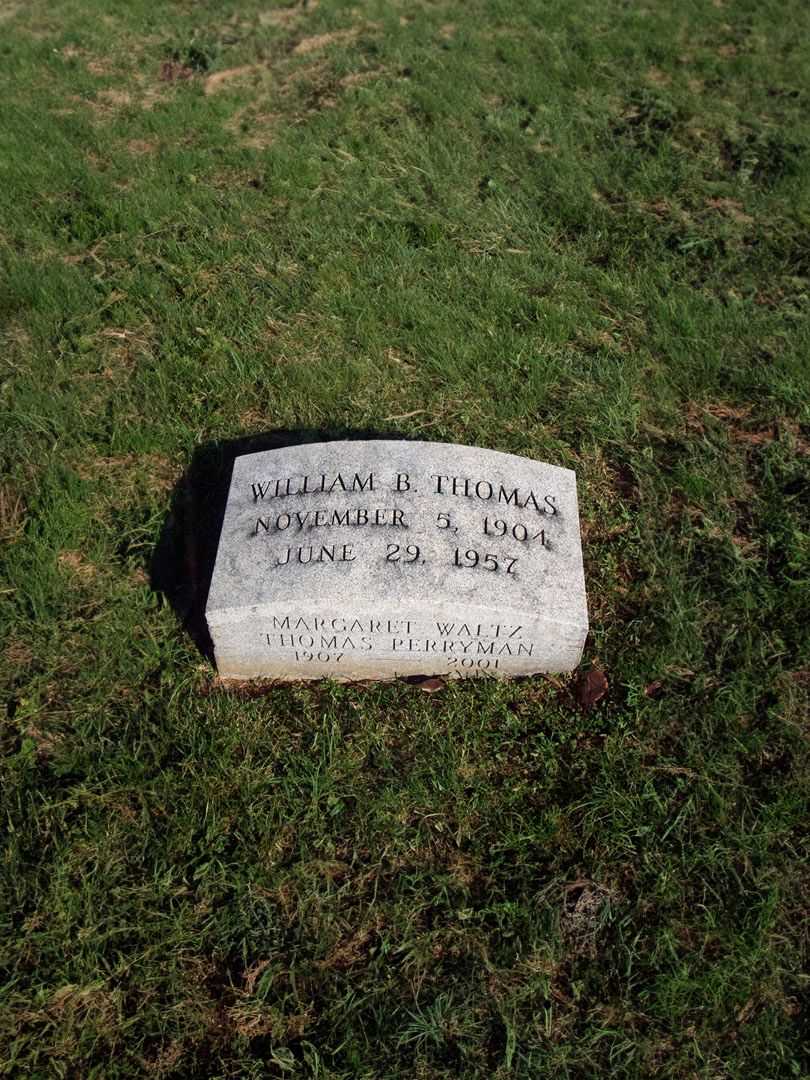 WILLIAM B. THOMAS
NOVEMBER 5, 1904
JUNE 29, 1957
MARGARET WALTZ
THOMAS PERRYMAN
1907 2001